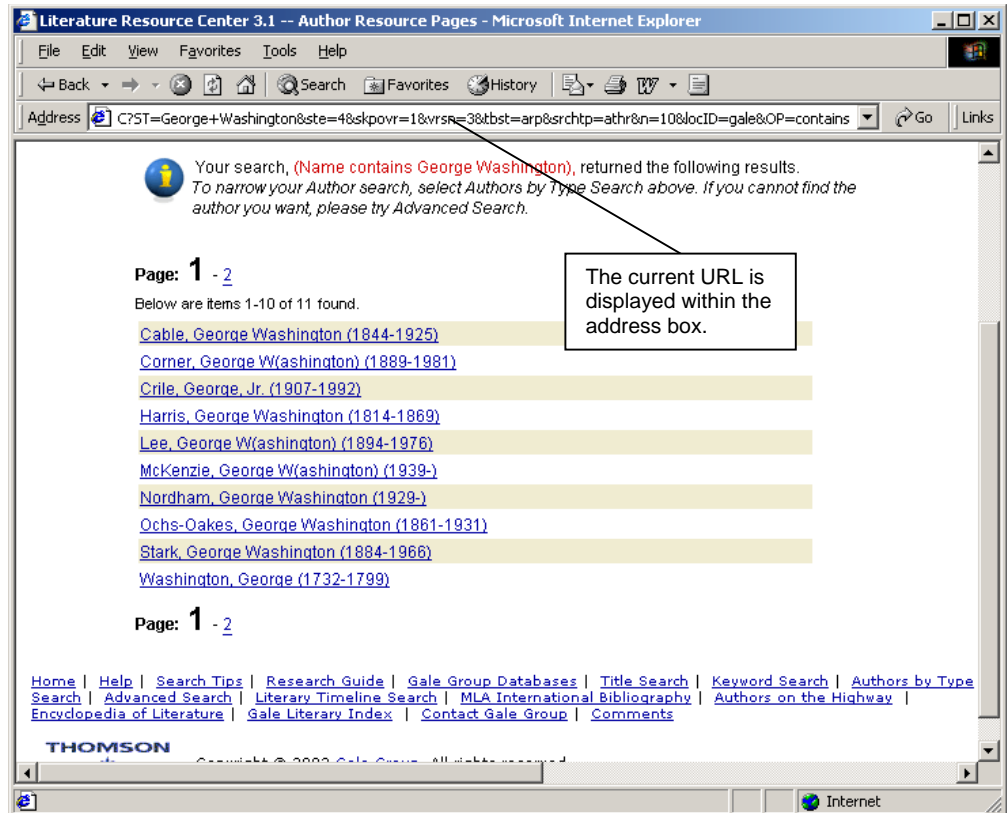 Literature Resource Center 3.1 -- Author Resource Pages - Microsoft Internet Explorer
File Edit View Favorites Tools Help
Back Search Favorites History
Address C?ST=George+Washington&ste=4&skpovr=1&vrsn=3&tbst=arp&srchtp=athr&n=10&locID=gale&OP=contains Go Links
Your search, (Name contains George Washington), returned the following results.
To narrow your Author search, select Authors by Type Search above. If you cannot find the
author you want, please try Advanced Search.
The current URL is
displayed within the
address box.
Page: 1 - 2
Below are items 1-10 of 11 found.
Cable, George Washington (1844-1925)
Corner, George W(ashington) (1889-1981)
Crile, George, Jr. (1907-1992)
Harris, George Washington (1814-1869)
Lee, George W(ashington) (1894-1976)
McKenzie, George W(ashington) (1939-)
Nordham, George Washington (1929-)
Ochs-Oakes, George Washington (1861-1931)
Stark, George Washington (1884-1966)
Washington, George (1732-1799)
Page: 1 - 2
Home | Help | Search Tips | Research Guide | Gale Group Databases | Title Search | Keyword Search | Authors by Type
Search | Advanced Search | Literary Timeline Search | MLA International Bibliography | Authors on the Highway |
Encyclopedia of Literature | Gale Literary Index | Contact Gale Group | Comments
THOMSON
Internet